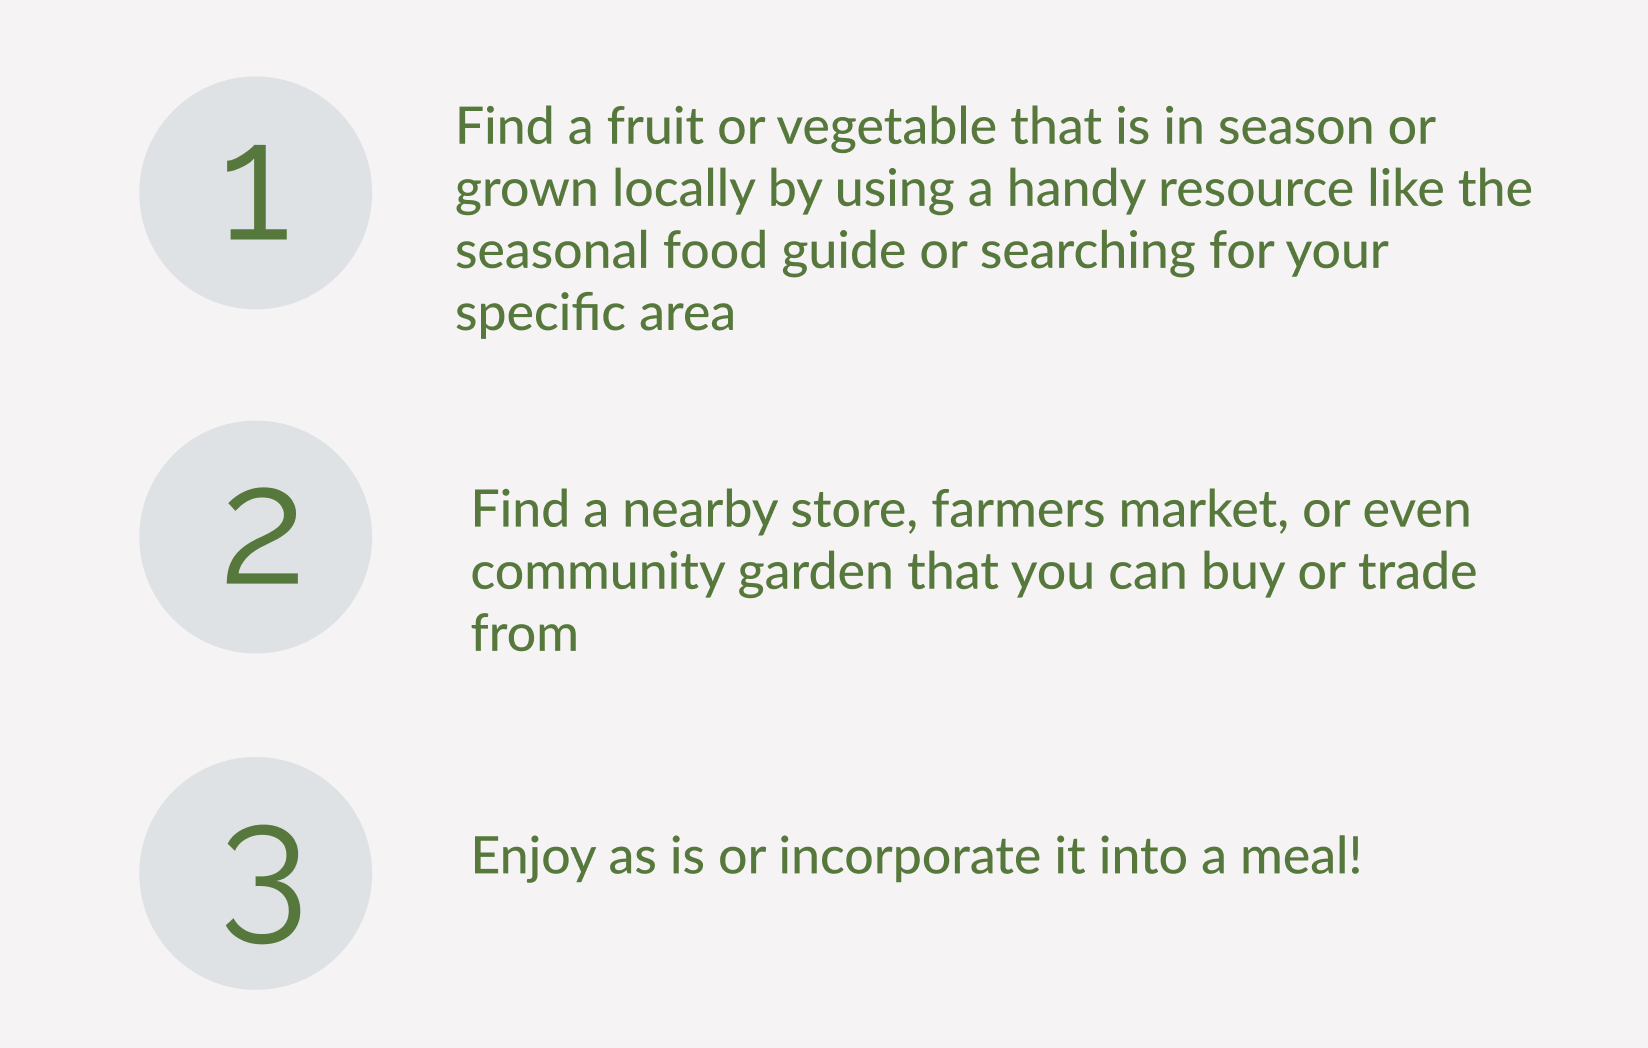 1
Find a fruit or vegetable that is in season or
grown locally by using a handy resource like the
seasonal food guide or searching for your
specific area
2
Find a nearby store, farmers market, or even
community garden that you can buy or trade
from
3
Enjoy as is or incorporate it into a meal!